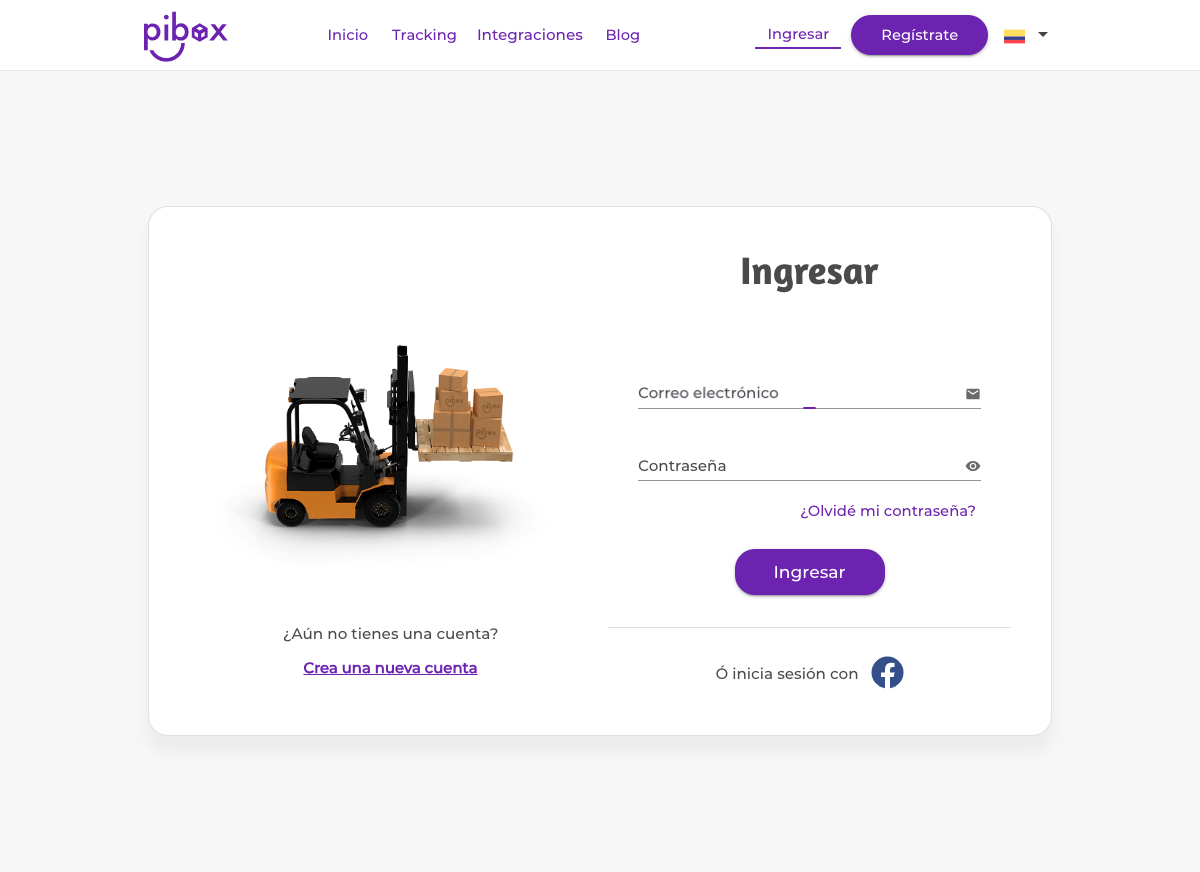 pibox
Inicio Tracking Integraciones Blog Ingresar Regístrate
Ingresar
Correo electrónico
Contraseña
¿Olvidé mi contraseña?
Ingresar
¿Aún no tienes una cuenta?
Crea una nueva cuenta
Ó inicia sesión con